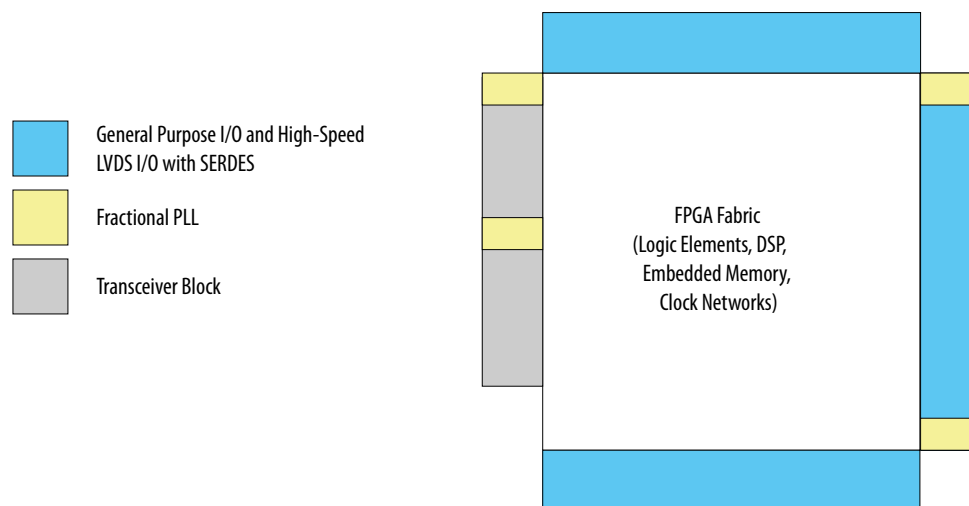 General Purpose I/O and High-Speed
LVDS I/O with SERDES
Fractional PLL
Transceiver Block
FPGA Fabric
(Logic Elements, DSP,
Embedded Memory,
Clock Networks)